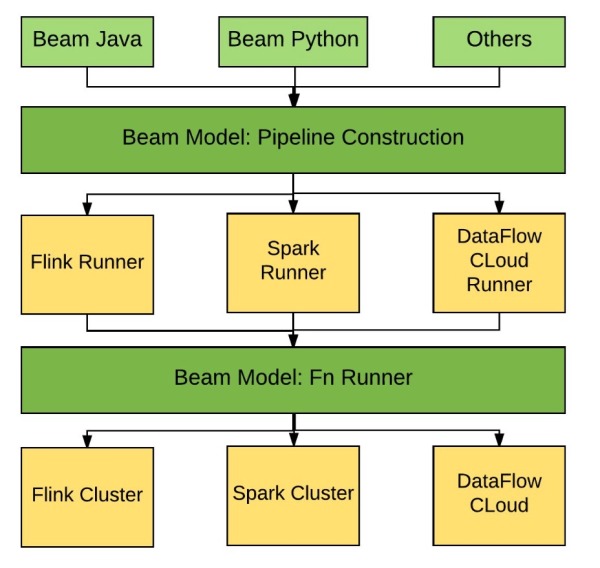 Beam Java
Beam Python
Others
Beam Model: Pipeline Construction
Flink Runner
Spark
Runner
DataFlow
CLoud
Runner
Beam Model: Fn Runner
Flink Cluster
Spark Cluster
DataFlow
CLoud